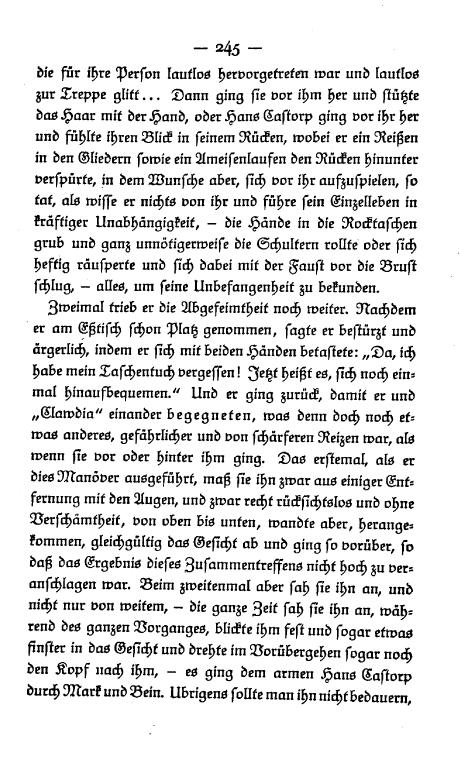 — 245 —
die für ihre Person lautlos hervorgetreten war und lautlos
zur Treppe glitt... Dann ging sie vor ihm her und stützte
das Haar mit der Hand, oder Hans Castorp ging vor ihr her
und fühlte ihren Blick in seinem Rücken, wobei er ein Reißen
in den Gliedern sowie ein Ameisenlaufen den Rücken hinunter
verspürte, in dem Wunsche aber, sich vor ihr aufzuspielen, so
tat, als wisse er nichts von ihr und führe sein Einzelleben in
kräftiger Unabhängigkeit, – die Hände in die Rocktaschen
grub und ganz unnötigerweise die Schultern rollte oder sich
heftig räusperte und sich dabei mit der Faust vor die Brust
schlug, – alles, um seine Unbefangenheit zu bekunden.
Zweimal trieb er die Abgefeimtheit noch weiter. Nachdem
er am Eßtisch schon Platz genommen, sagte er bestürzt und
ärgerlich, indem er sich mit beiden Händen betastete: „Da, ich
habe mein Taschentuch vergessen! Jetzt heißt es, sich noch ein-
mal hinaufbequemen.“ Und er ging zurück, damit er und
„Clawdia“ einander begegneten, was denn doch noch et-
was anderes, gefährlicher und von schärferen Reizen war, als
wenn sie vor oder hinter ihm ging. Das erstemal, als er
dies Manöver ausgeführt, maß sie ihn zwar aus einiger Ent-
fernung mit den Augen, und zwar recht rücksichtslos und ohne
Verschämtheit, von oben bis unten, wandte aber, herange-
kommen, gleichgültig das Gesicht ab und ging so vorüber, so
daß das Ergebnis dieses Zusammentreffens nicht hoch zu ver-
anschlagen war. Beim zweitenmal aber sah sie ihn an, und
nicht nur von weitem, – die ganze Zeit sah sie ihn an, wäh-
rend des ganzen Vorganges, blickte ihm fest und sogar etwas
finster in das Gesicht und drehte im Vorübergehen sogar noch
den Kopf nach ihm, – es ging dem armen Hans Castorp
durch Mark und Bein. Übrigens sollte man ihn nicht bedauern,